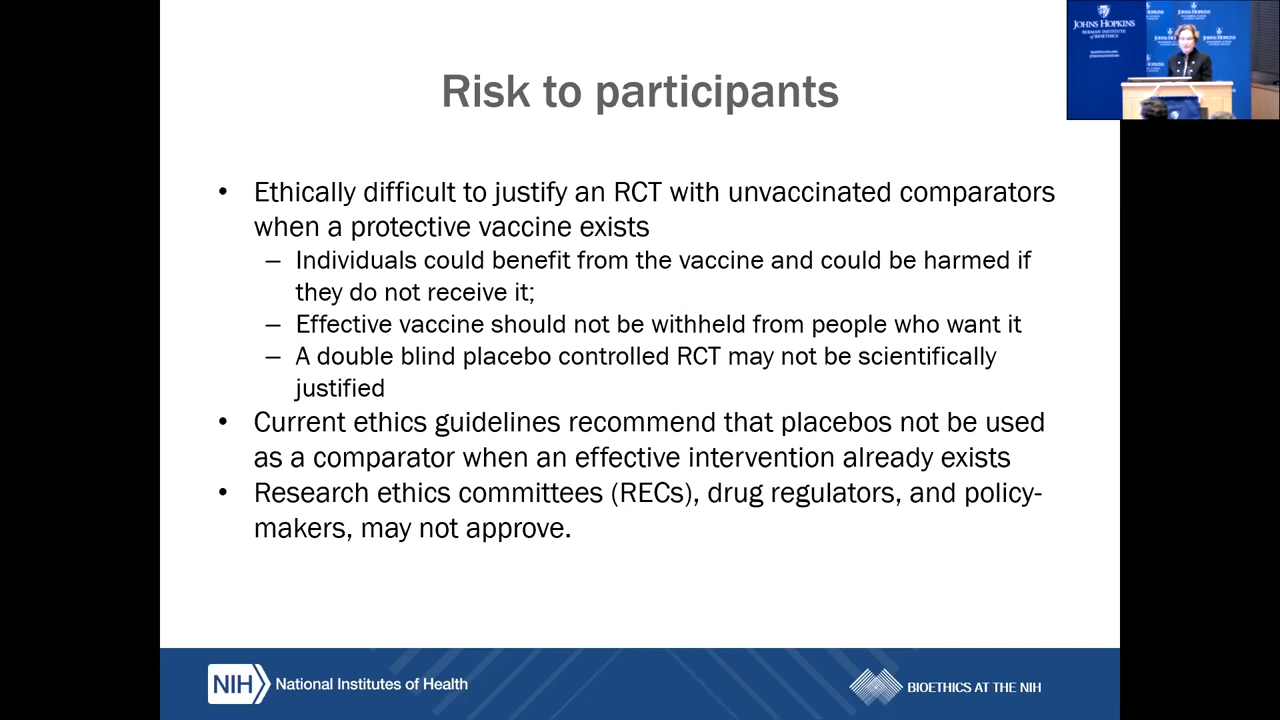 Risk to participants
• Ethically difficult to justify an RCT with unvaccinated comparators
when a protective vaccine exists
– Individuals could benefit from the vaccine and could be harmed if
they do not receive it;
– Effective vaccine should not be withheld from people who want it
– A double blind placebo controlled RCT may not be scientifically
justified
• Current ethics guidelines recommend that placebos not be used
as a comparator when an effective intervention already exists
• Research ethics committees (RECs), drug regulators, and policy-
makers, may not approve.
NIH National Institutes of Health
BIOETHICS AT THE NIH
JOHNS HOPKINS
BERMAN INSTITUTE
OF BIOETHICS
JOHNS HOPKINS